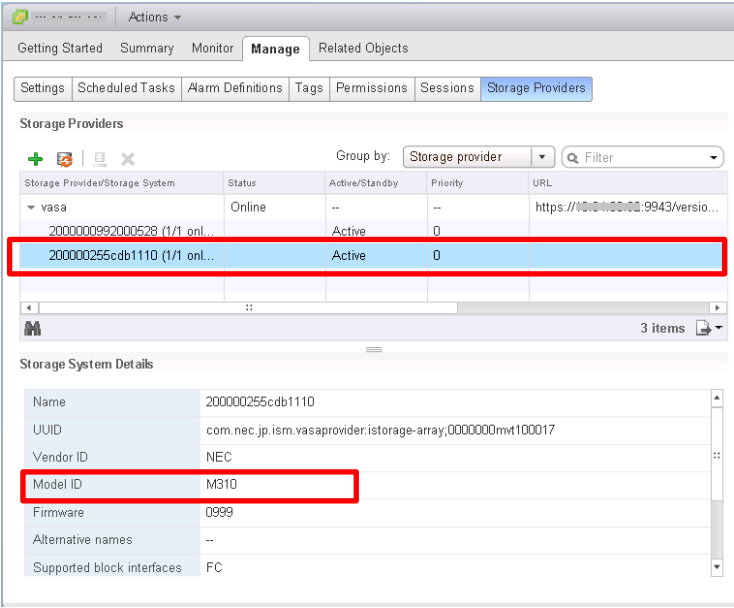 Actions
Getting Started Summary Monitor Manage Related Objects
Settings Scheduled Tasks Alarm Definitions Tags Permissions Sessions Storage Providers
Storage Providers
Group by: Storage provider Filter
Storage Provider/Storage System Status Active/Standby Priority URL
vasa Online -- -- https:// :9943/versio...
2000000992000528 (1/1 onl... Active 0
200000255cdb1110 (1/1 onl... Active 0
3 items
Storage System Details
Name 200000255cdb1110
UUID com.nec.jp.ism.vasaprovider:istorage-array;0000000mvt100017
Vendor ID NEC
Model ID M310
Firmware 0999
Alternative names --
Supported block interfaces FC